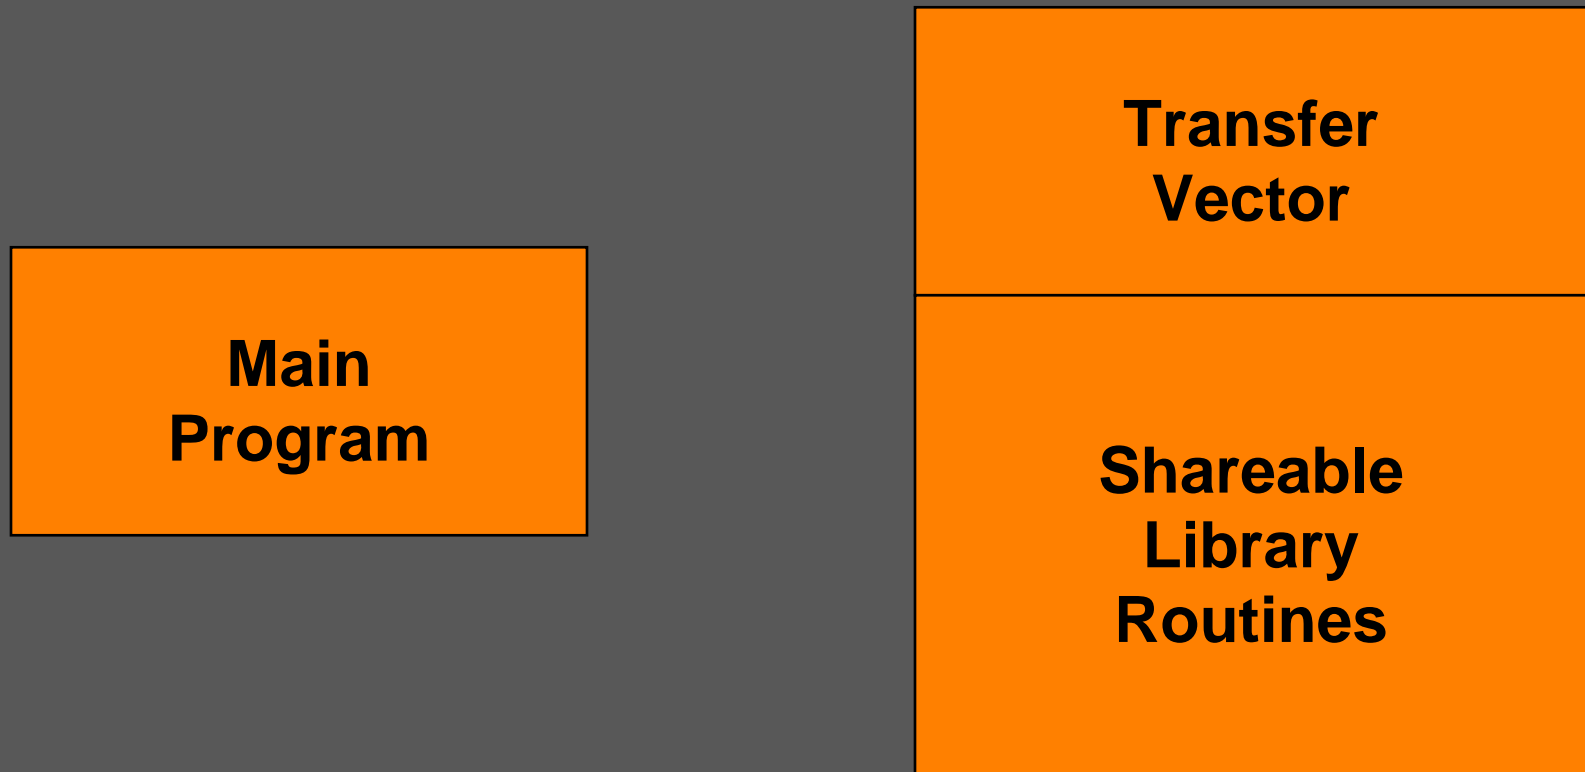 Main
Program
Transfer
Vector
Shareable
Library
Routines